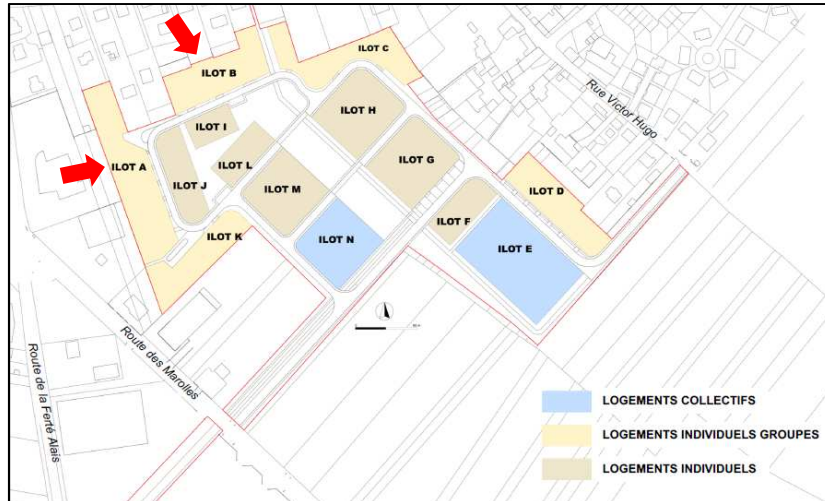 ILOT C
ILOT B
ILOT H
Rue Victor Hugo
ILOT I
ILOT A
ILOT L
ILOT G
ILOT J
ILOT M
ILOT D
ILOT F
ILOT K
ILOT N
ILOT E
Route des Marolles
Route de la Ferté Alais
LOGEMENTS COLLECTIFS
LOGEMENTS INDIVIDUELS GROUPES
LOGEMENTS INDIVIDUELS